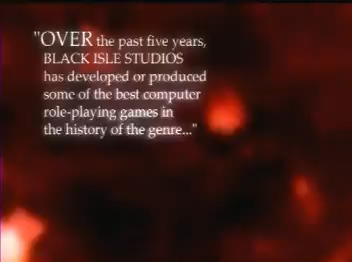 "OVER the past five years,
BLACK ISLE STUDIOS
has developed or produced
some of the best computer
role-playing games in
the history of the genre..."